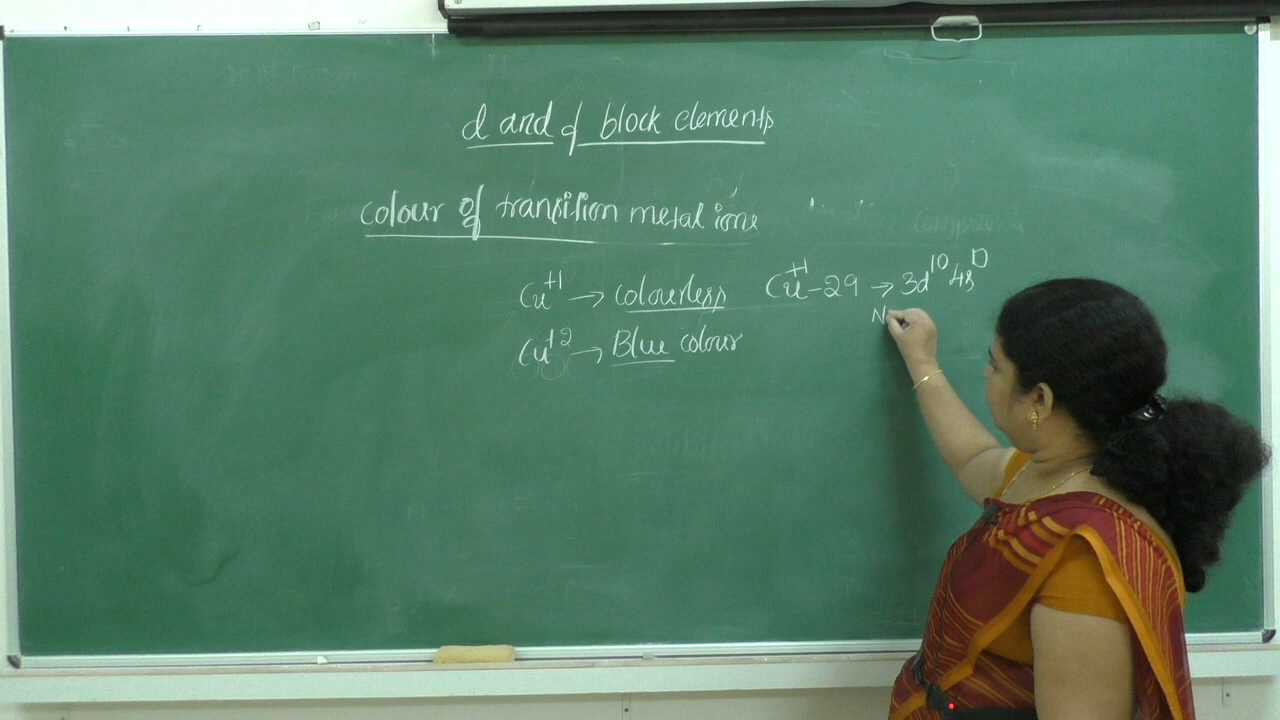 d and f block elements
colour of transition metal ions
Cu⁺¹ → colourless Cu⁺¹-29 → 3d¹⁰ 4s⁰
N
Cu⁺² → Blue colour